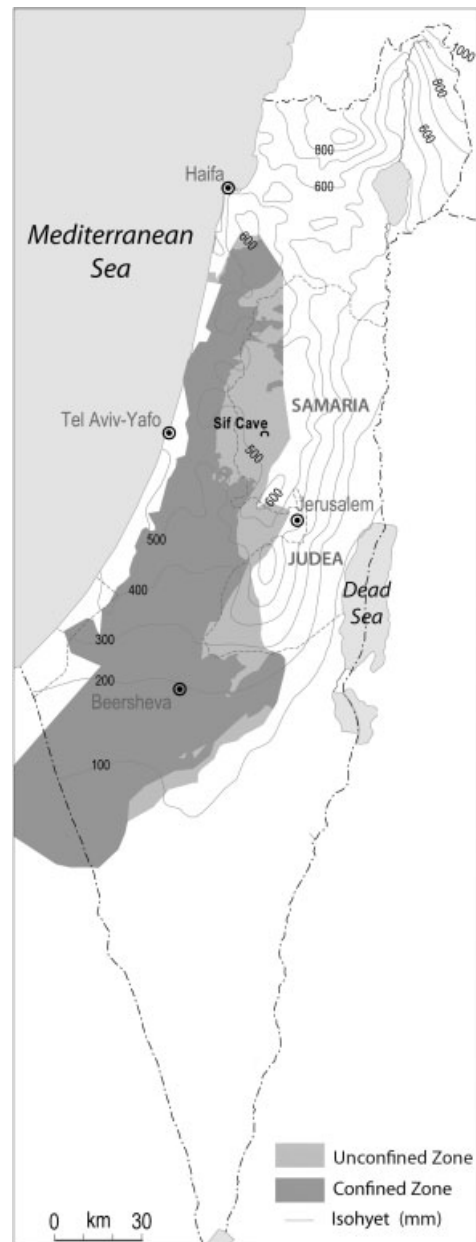 1000
800
600
800
600
Haifa
600
Mediterranean
Sea
SAMARIA
Tel Aviv-Yafo
Sif Cave
C
500
600
Jerusalem
500
JUDEA
400
Dead
Sea
300
200
Beersheva
100
Unconfined Zone
Confined Zone
0 km 30
Isohyet (mm)